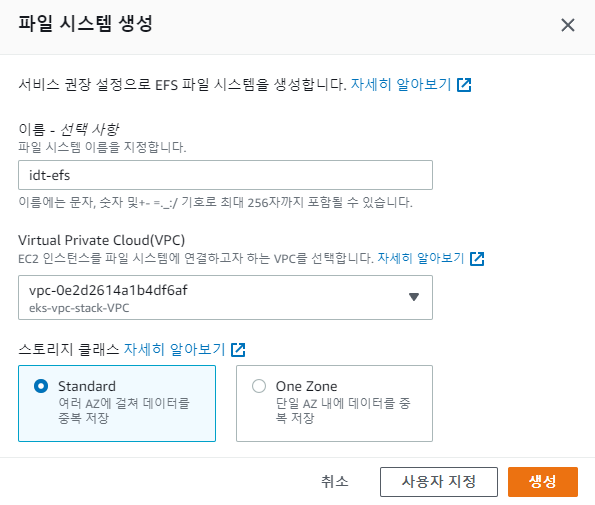 파일 시스템 생성
서비스 권장 설정으로 EFS 파일 시스템을 생성합니다. 자세히 알아보기
이름 - 선택 사항
파일 시스템 이름을 지정합니다.
idt-efs
이름에는 문자, 숫자 및+- =._:/ 기호로 최대 256자까지 포함될 수 있습니다.
Virtual Private Cloud(VPC)
EC2 인스턴스를 파일 시스템에 연결하고자 하는 VPC를 선택합니다. 자세히 알아보기
vpc-0e2d2614a1b4df6af
eks-vpc-stack-VPC
스토리지 클래스 자세히 알아보기
Standard
여러 AZ에 걸쳐 데이터를
중복 저장
One Zone
단일 AZ 내에 데이터를 중
복 저장
취소
사용자 지정
생성